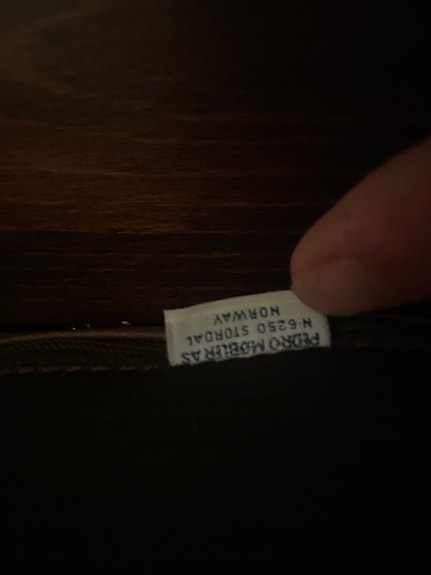 PEDRO MØBLER AS
N-6250 STORDAL
NORWAY